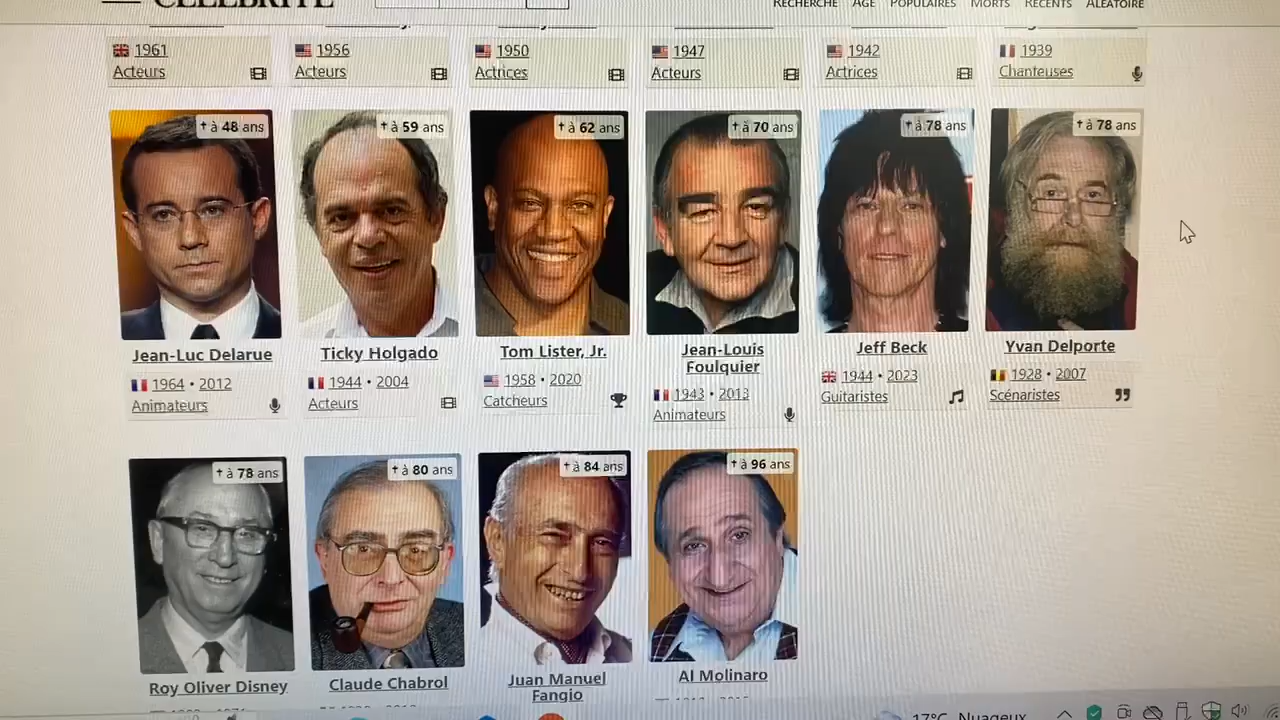 CÉLÉBRITÉ
RECHERCHE AGE POPULAIRES MORTS RÉCENTS ALÉATOIRE
1961 1956 1950 1947 1942 1939
Acteurs Acteurs Actrices Acteurs Actrices Chanteuses
✝ à 48 ans ✝ à 59 ans ✝ à 62 ans ✝ à 70 ans ✝ à 78 ans ✝ à 78 ans
Jean-Luc Delarue
1964 • 2012
Animateurs
Ticky Holgado
1944 • 2004
Acteurs
Tom Lister, Jr.
1958 • 2020
Catcheurs
Jean-Louis
Foulquier
1943 • 2013
Animateurs
Jeff Beck
1944 • 2023
Guitaristes
Yvan Delporte
1928 • 2007
Scénaristes
✝ à 78 ans ✝ à 80 ans ✝ à 84 ans ✝ à 96 ans
Roy Oliver Disney
Claude Chabrol
Juan Manuel
Fangio
Al Molinaro
17°C Nuageux